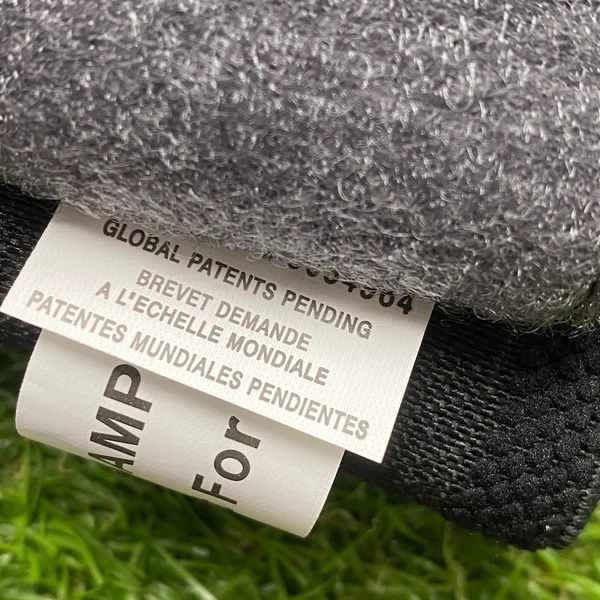 GLOBAL PATENTS PENDING
BREVET DEMANDE
A L'ECHELLE MONDIALE
PATENTES MUNDIALES PENDIENTES
AMP
For